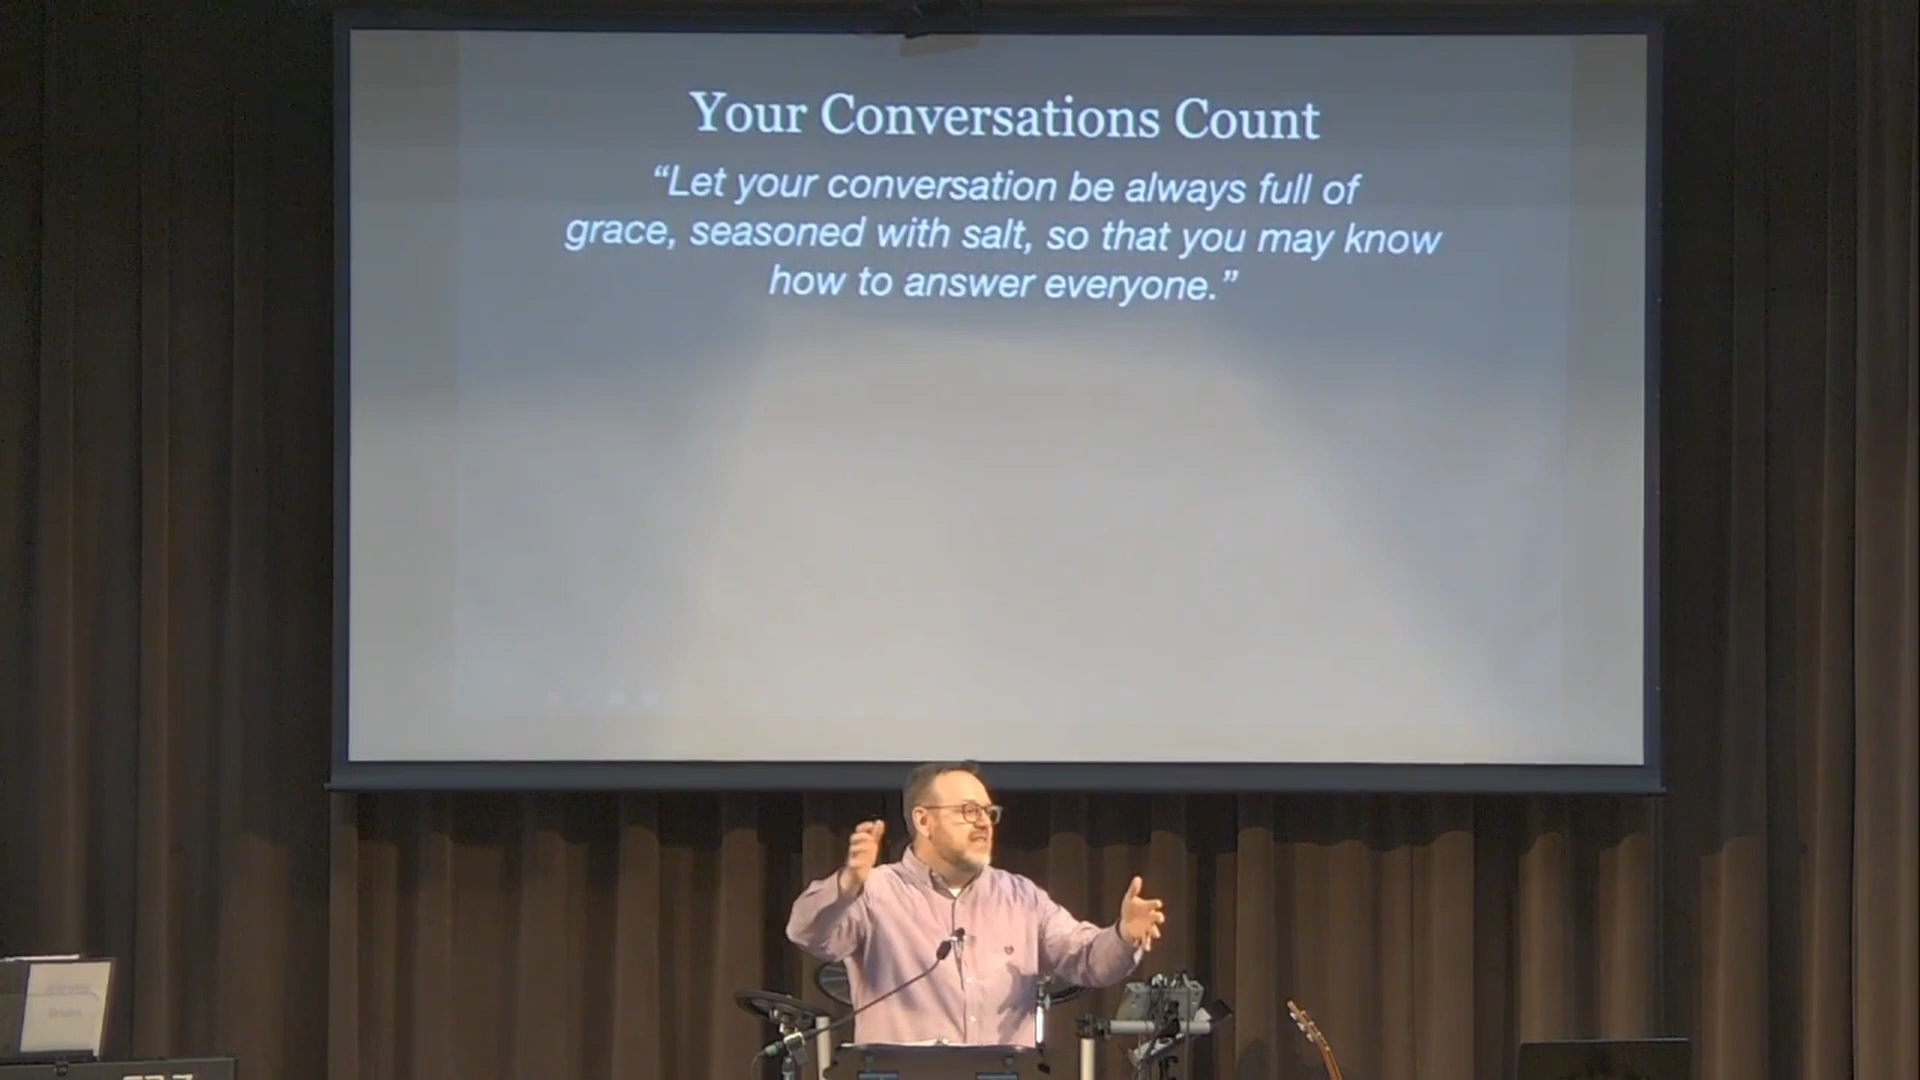 Your Conversations Count
“Let your conversation be always full of
grace, seasoned with salt, so that you may know
how to answer everyone.”